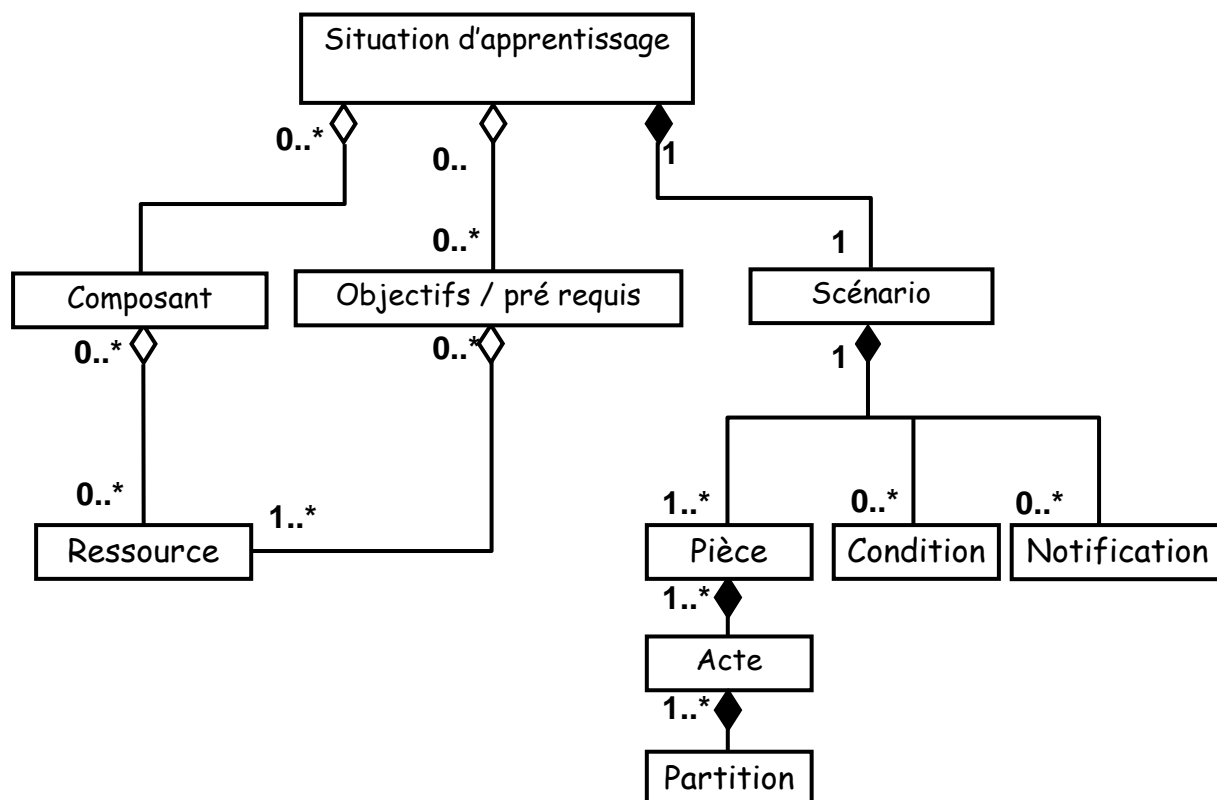 Situation d'apprentissage
0..*
0..
1
0..*
1
Composant
Objectifs / pré requis
Scénario
0..*
0..*
1
0..*
1..*
1..*
0..*
0..*
Ressource
Pièce
Condition
Notification
1..*
Acte
1..*
Partition